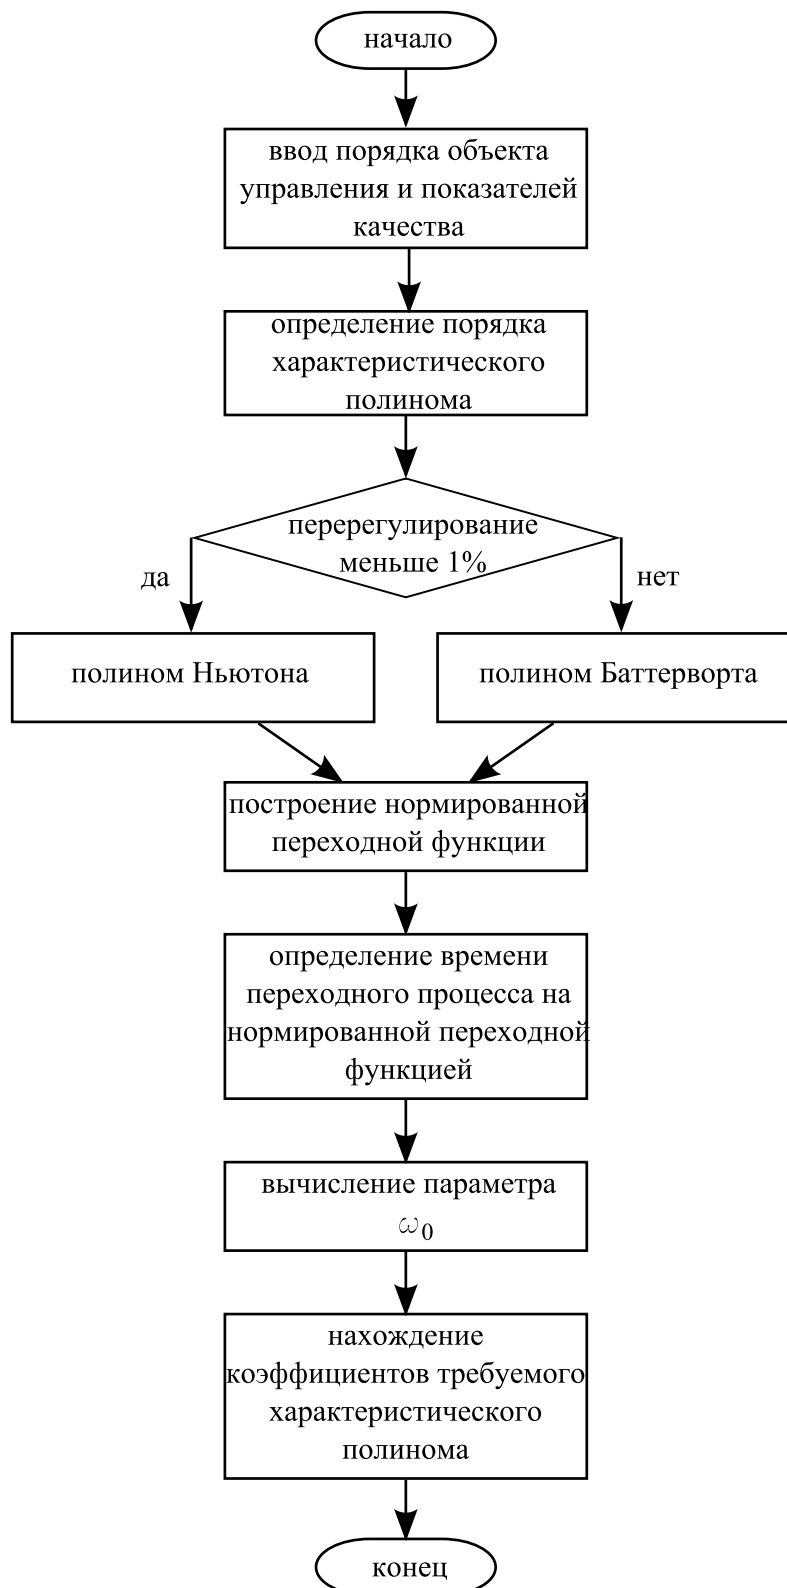 начало
ввод порядка объекта
управления и показателей
качества
определение порядка
характеристического
полинома
перерегулирование
меньше 1%
да
нет
полином Ньютона
полином Баттерворта
построение нормированной
переходной функции
определение времени
переходного процесса на
нормированной переходной
функцией
вычисление параметра
ω₀
нахождение
коэффициентов требуемого
характеристического
полинома
конец